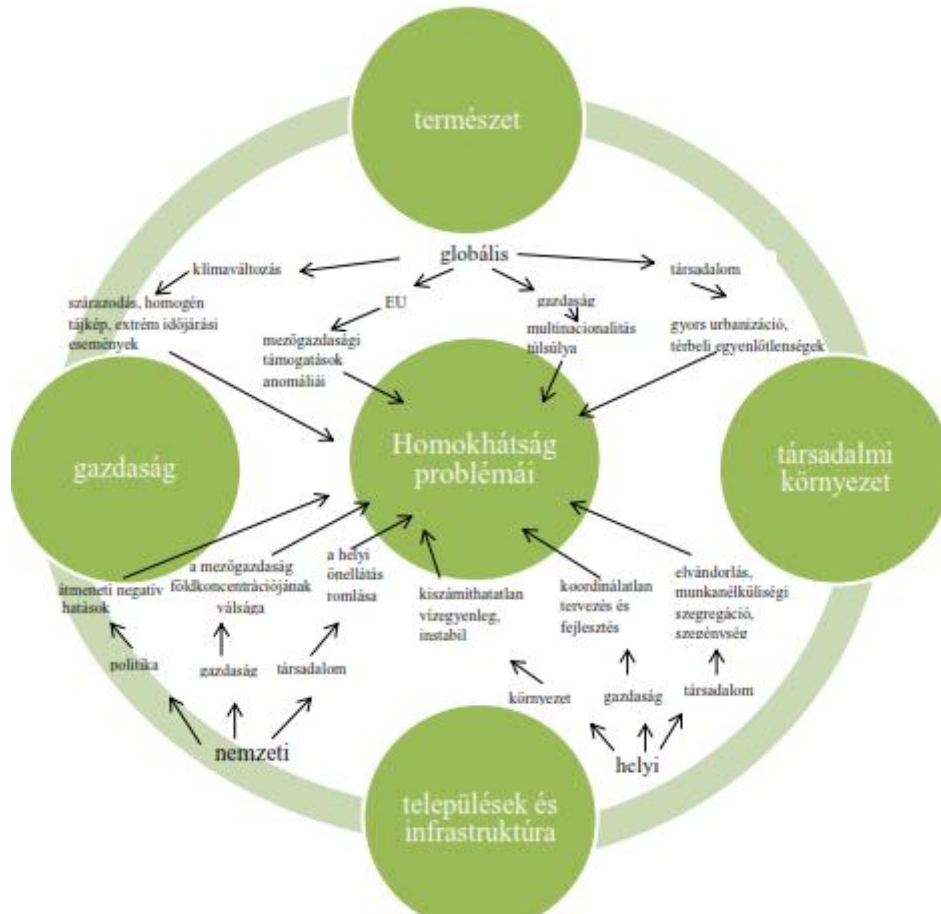 természet
globális
klímaváltozás
társadalom
EU
gazdaság
szárazodás, homogén
tájkép, extrém időjárási
események
mezőgazdasági
támogatások
anomáliái
multinacionalitás
túlsúlya
gyors urbanizáció,
térbeli egyenlőtlenségek
gazdaság
Homokhátság
problémái
társadalmi
környezet
átmeneti negatív
hatások
a mezőgazdaság
földkoncentrációjának
válsága
a helyi
önellátás
romlása
kiszámíthatatlan
vízegyenleg,
instabil
koordinálatlan
tervezés és
fejlesztés
elvándorlás,
munkanélküliségi
szegregáció,
szegénység
politika
gazdaság
társadalom
környezet
gazdaság
társadalom
nemzeti
helyi
települések és
infrastruktúra